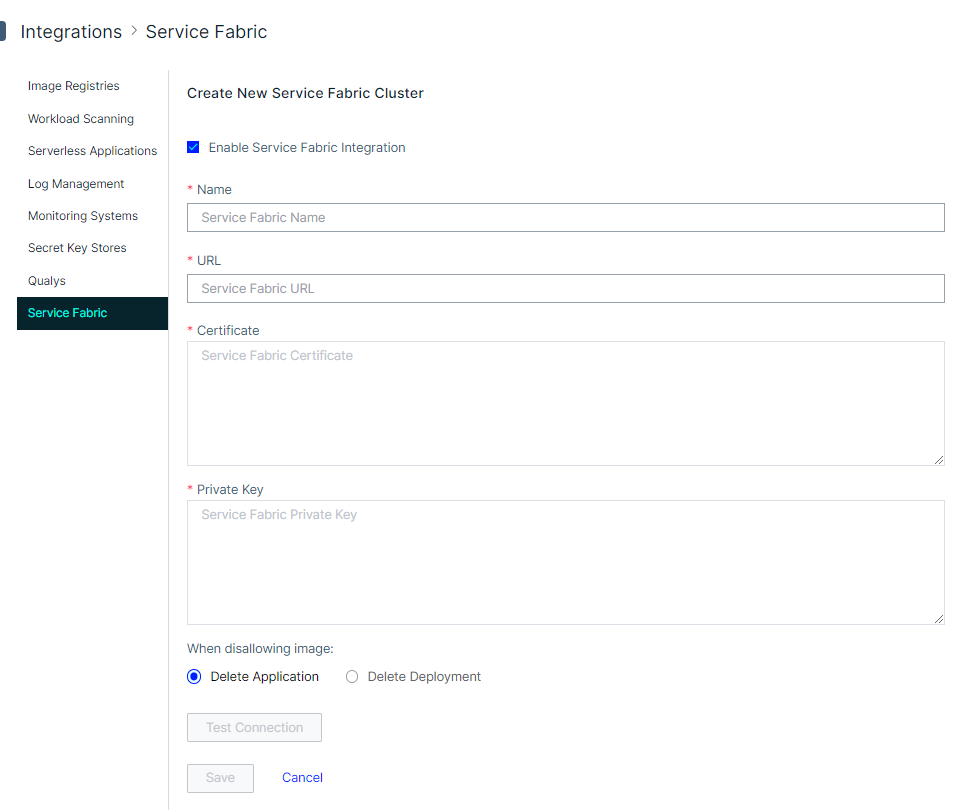 Integrations > Service Fabric
Image Registries
Workload Scanning
Serverless Applications
Log Management
Monitoring Systems
Secret Key Stores
Qualys
Service Fabric
Create New Service Fabric Cluster
Enable Service Fabric Integration
* Name
Service Fabric Name
* URL
Service Fabric URL
* Certificate
Service Fabric Certificate
* Private Key
Service Fabric Private Key
When disallowing image:
Delete Application Delete Deployment
Test Connection
Save Cancel